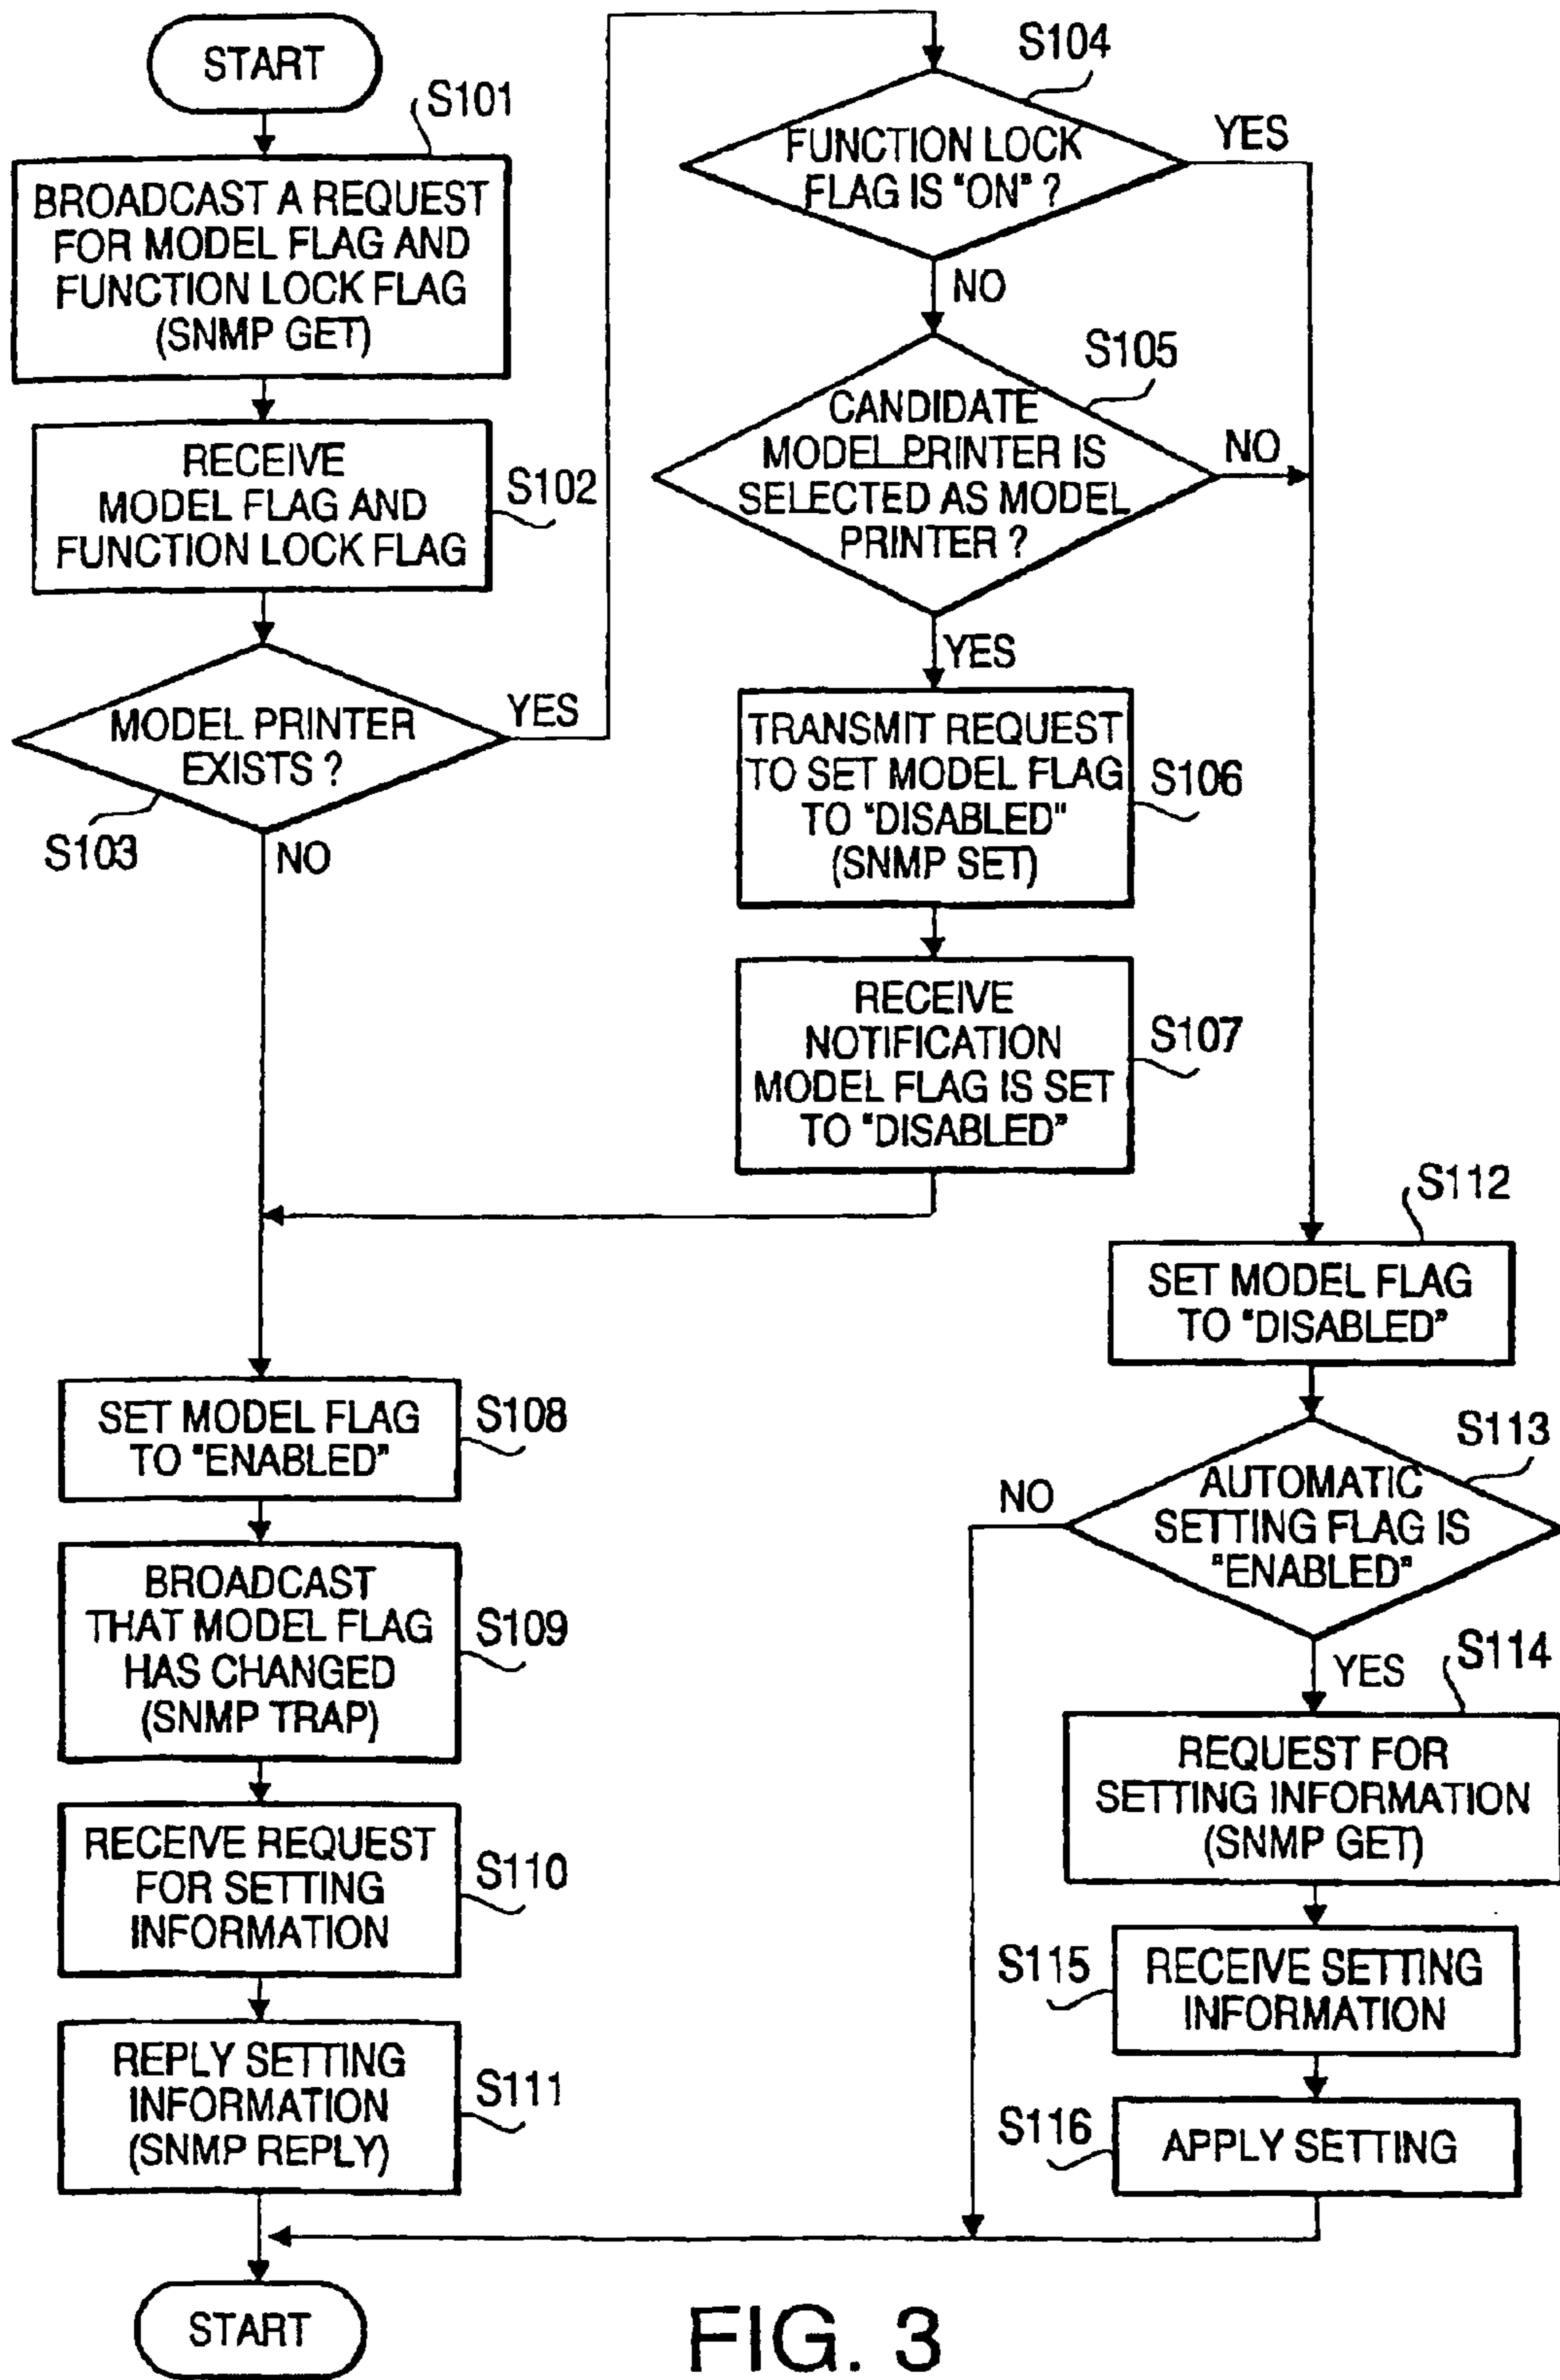 START
S101
BROADCAST A REQUEST
FOR MODEL FLAG AND
FUNCTION LOCK FLAG
(SNMP GET)
RECEIVE
MODEL FLAG AND
FUNCTION LOCK FLAG
S102
MODEL PRINTER
EXISTS ?
YES
S103
NO
S104
FUNCTION LOCK
FLAG IS "ON" ?
YES
NO
S105
CANDIDATE
MODEL PRINTER IS
SELECTED AS MODEL
PRINTER ?
NO
YES
TRANSMIT REQUEST
TO SET MODEL FLAG
TO "DISABLED"
(SNMP SET)
S106
RECEIVE
NOTIFICATION
MODEL FLAG IS SET
TO "DISABLED"
S107
SET MODEL FLAG
TO "ENABLED"
S108
BROADCAST
THAT MODEL FLAG
HAS CHANGED
(SNMP TRAP)
S109
RECEIVE REQUEST
FOR SETTING
INFORMATION
S110
REPLY SETTING
INFORMATION
(SNMP REPLY)
S111
S112
SET MODEL FLAG
TO "DISABLED"
S113
AUTOMATIC
SETTING FLAG IS
"ENABLED"
NO
YES
S114
REQUEST FOR
SETTING INFORMATION
(SNMP GET)
S115
RECEIVE SETTING
INFORMATION
S116
APPLY SETTING
START
FIG. 3